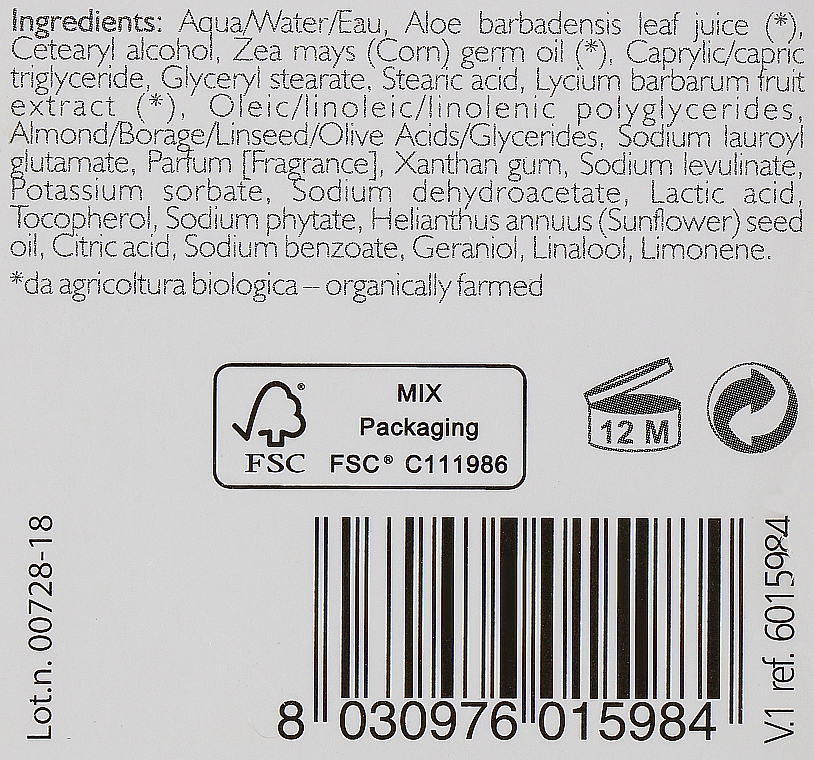 Ingredients: Aqua/Water/Eau, Aloe barbadensis leaf juice (*),
Cetearyl alcohol, Zea mays (Corn) germ oil (*), Caprylic/capric
triglyceride, Glyceryl stearate, Stearic acid, Lycium barbarum fruit
extract (*), Oleic/linoleic/linolenic polyglycerides,
Almond/Borage/Linseed/Olive Acids/Glycerides, Sodium lauroyl
glutamate, Parfum [Fragrance], Xanthan gum, Sodium levulinate,
Potassium sorbate, Sodium dehydroacetate, Lactic acid,
Tocopherol, Sodium phytate, Helianthus annuus (Sunflower) seed
oil, Citric acid, Sodium benzoate, Geraniol, Linalool, Limonene.
*da agricoltura biologica – organically farmed
®
FSC
MIX
Packaging
FSC® C111986
12 M
Lot.n. 00728-18
8 030976 015984
V.1 ref. 6015984